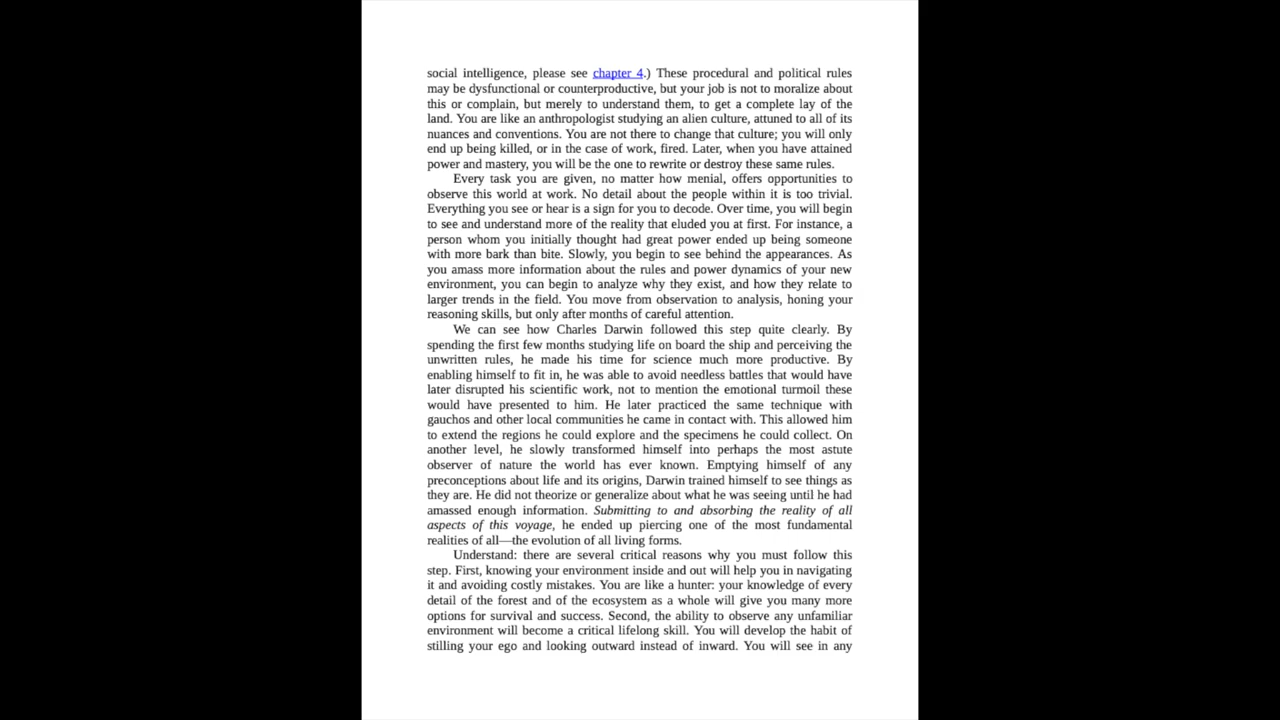 social intelligence, please see chapter 4.) These procedural and political rules
may be dysfunctional or counterproductive, but your job is not to moralize about
this or complain, but merely to understand them, to get a complete lay of the
land. You are like an anthropologist studying an alien culture, attuned to all of its
nuances and conventions. You are not there to change that culture; you will only
end up being killed, or in the case of work, fired. Later, when you have attained
power and mastery, you will be the one to rewrite or destroy these same rules.
Every task you are given, no matter how menial, offers opportunities to
observe this world at work. No detail about the people within it is too trivial.
Everything you see or hear is a sign for you to decode. Over time, you will begin
to see and understand more of the reality that eluded you at first. For instance, a
person whom you initially thought had great power ended up being someone
with more bark than bite. Slowly, you begin to see behind the appearances. As
you amass more information about the rules and power dynamics of your new
environment, you can begin to analyze why they exist, and how they relate to
larger trends in the field. You move from observation to analysis, honing your
reasoning skills, but only after months of careful attention.
We can see how Charles Darwin followed this step quite clearly. By
spending the first few months studying life on board the ship and perceiving the
unwritten rules, he made his time for science much more productive. By
enabling himself to fit in, he was able to avoid needless battles that would have
later disrupted his scientific work, not to mention the emotional turmoil these
would have presented to him. He later practiced the same technique with
gauchos and other local communities he came in contact with. This allowed him
to extend the regions he could explore and the specimens he could collect. On
another level, he slowly transformed himself into perhaps the most astute
observer of nature the world has ever known. Emptying himself of any
preconceptions about life and its origins, Darwin trained himself to see things as
they are. He did not theorize or generalize about what he was seeing until he had
amassed enough information. Submitting to and absorbing the reality of all
aspects of this voyage, he ended up piercing one of the most fundamental
realities of all—the evolution of all living forms.
Understand: there are several critical reasons why you must follow this
step. First, knowing your environment inside and out will help you in navigating
it and avoiding costly mistakes. You are like a hunter: your knowledge of every
detail of the forest and of the ecosystem as a whole will give you many more
options for survival and success. Second, the ability to observe any unfamiliar
environment will become a critical lifelong skill. You will develop the habit of
stilling your ego and looking outward instead of inward. You will see in any